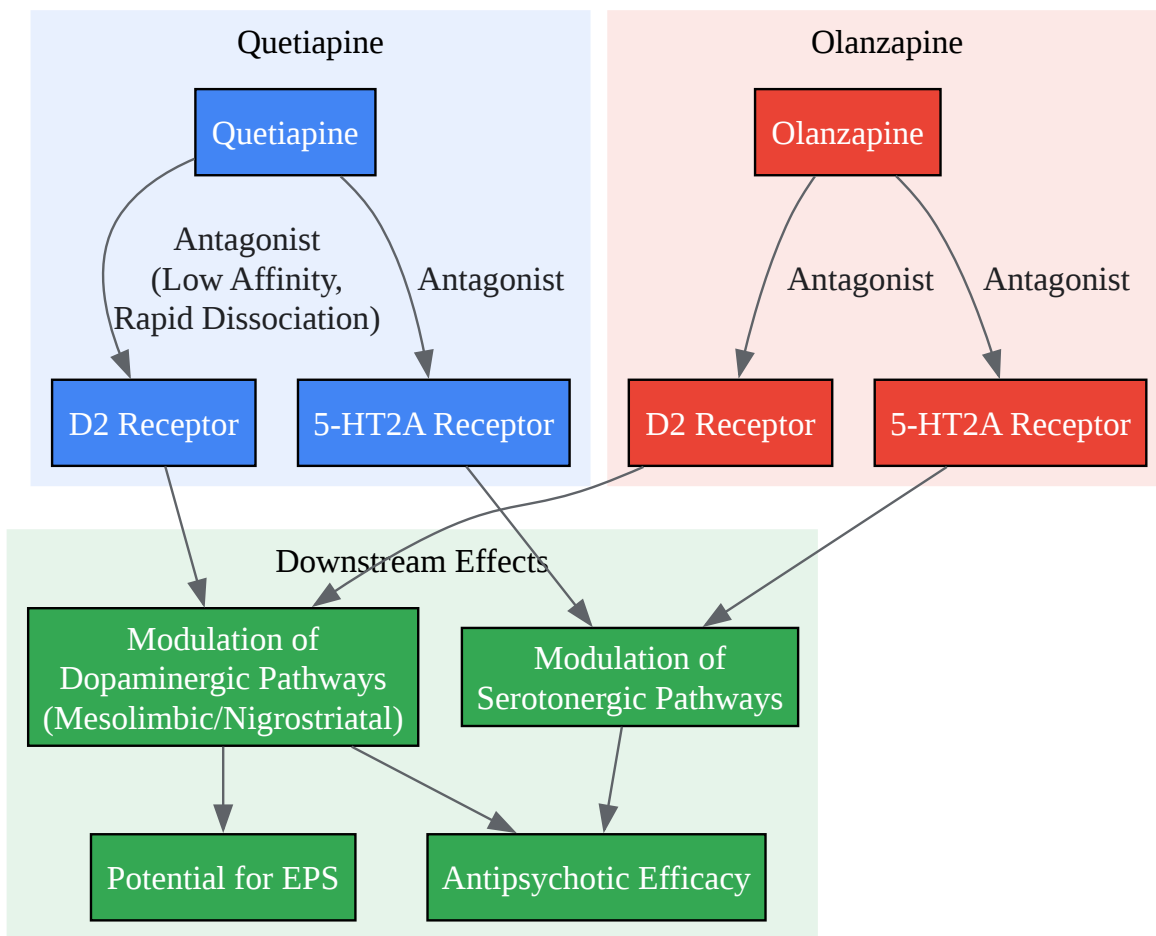 Quetiapine
Olanzapine
Quetiapine
Olanzapine
Antagonist
(Low Affinity,
Rapid Dissociation)
Antagonist
Antagonist
Antagonist
D2 Receptor
5-HT2A Receptor
D2 Receptor
5-HT2A Receptor
Downstream Effects
Modulation of
Dopaminergic Pathways
(Mesolimbic/Nigrostriatal)
Modulation of
Serotonergic Pathways
Potential for EPS
Antipsychotic Efficacy